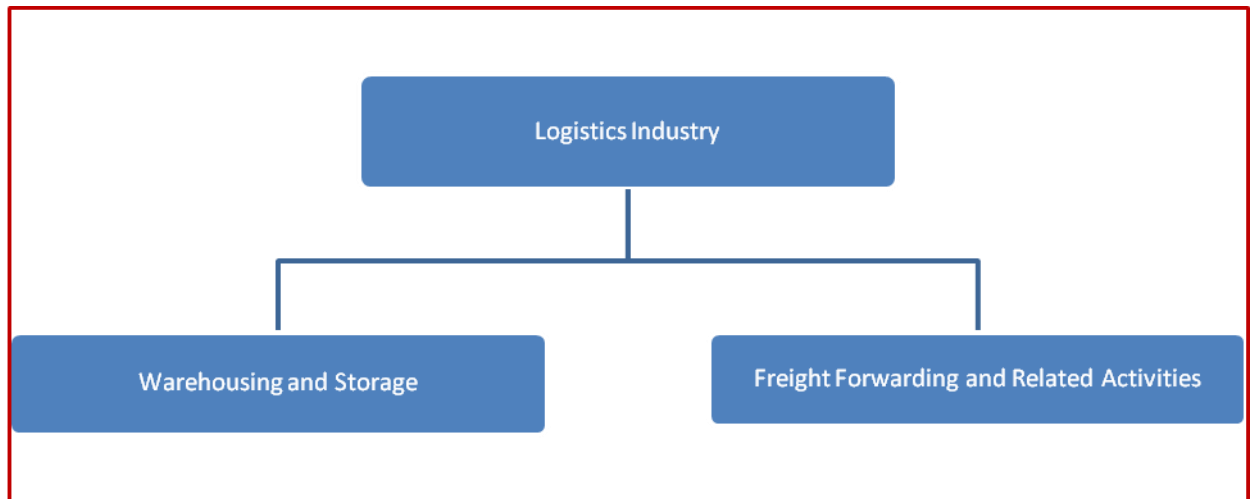 Logistics Industry
Warehousing and Storage
Freight Forwarding and Related Activities